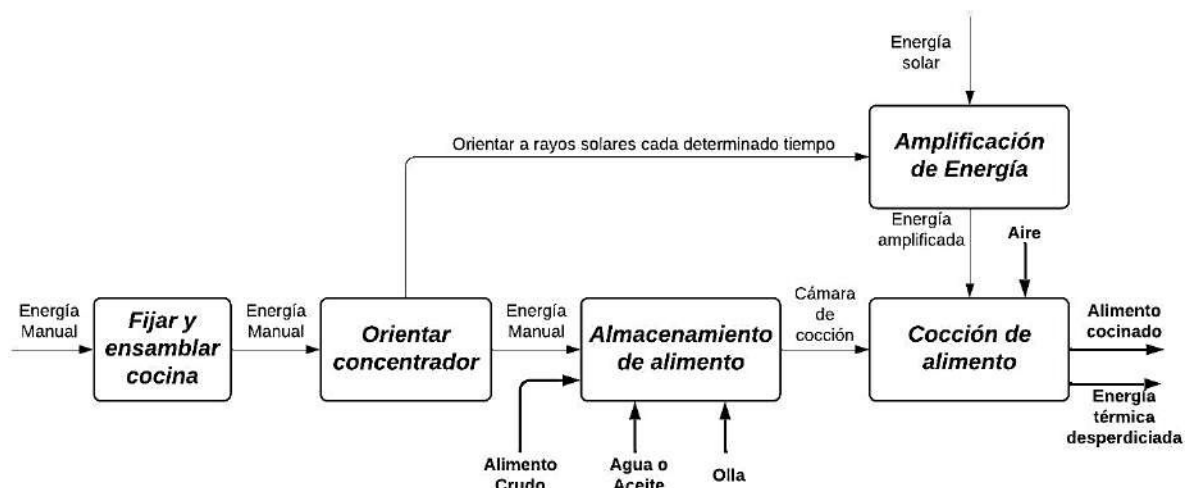 Energía
solar
Amplificación
de Energía
Orientar a rayos solares cada determinado tiempo
Energía
amplificada
Aire
Energía
Manual
Fijar y
ensamblar
cocina
Energía
Manual
Orientar
concentrador
Energía
Manual
Almacenamiento
de alimento
Cámara
de
cocción
Cocción de
alimento
Alimento
cocinado
Energía
térmica
desperdiciada
Alimento
Crudo
Agua o
Aceite
Olla